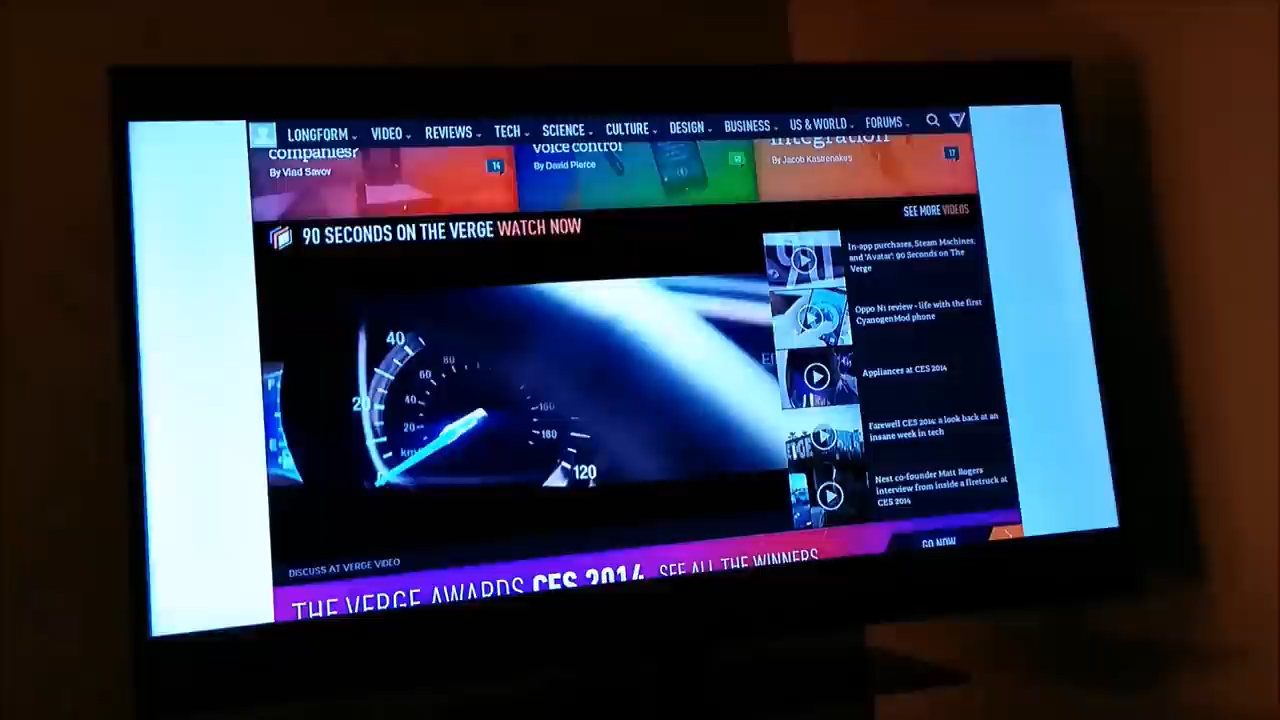 LONGFORM VIDEO REVIEWS TECH SCIENCE CULTURE DESIGN BUSINESS US & WORLD FORUMS
companies?
By Vlad Savov
14
voice control
By David Pierce
integration
By Jacob Kastrenakes
17
90 SECONDS ON THE VERGE WATCH NOW
SEE MORE VIDEOS
In-app purchases, Steam Machines,
and 'Avatar': 90 Seconds on The
Verge
Oppo N1 review - life with the first
CyanogenMod phone
Appliances at CES 2014
Farewell CES 2014: a look back at an
insane week in tech
Nest co-founder Matt Rogers
interview from inside a firetruck at
CES 2014
40
80
60
20
40
160
20
180
km
120
DISCUSS AT VERGE VIDEO
THE VERGE AWARDS CES 2014 SEE ALL THE WINNERS
GO NOW